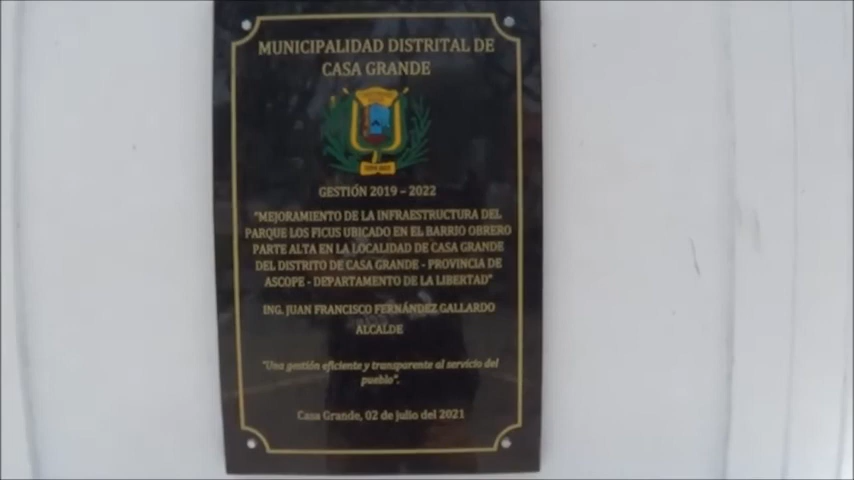 MUNICIPALIDAD DISTRITAL DE
CASA GRANDE
GESTIÓN 2019 – 2022
"MEJORAMIENTO DE LA INFRAESTRUCTURA DEL
PARQUE LOS FICUS UBICADO EN EL BARRIO OBRERO
PARTE ALTA EN LA LOCALIDAD DE CASA GRANDE
DEL DISTRITO DE CASA GRANDE - PROVINCIA DE
ASCOPE - DEPARTAMENTO DE LA LIBERTAD"
ING. JUAN FRANCISCO FERNÁNDEZ GALLARDO
ALCALDE
"Una gestión eficiente y transparente al servicio del
pueblo".
Casa Grande, 02 de julio del 2021